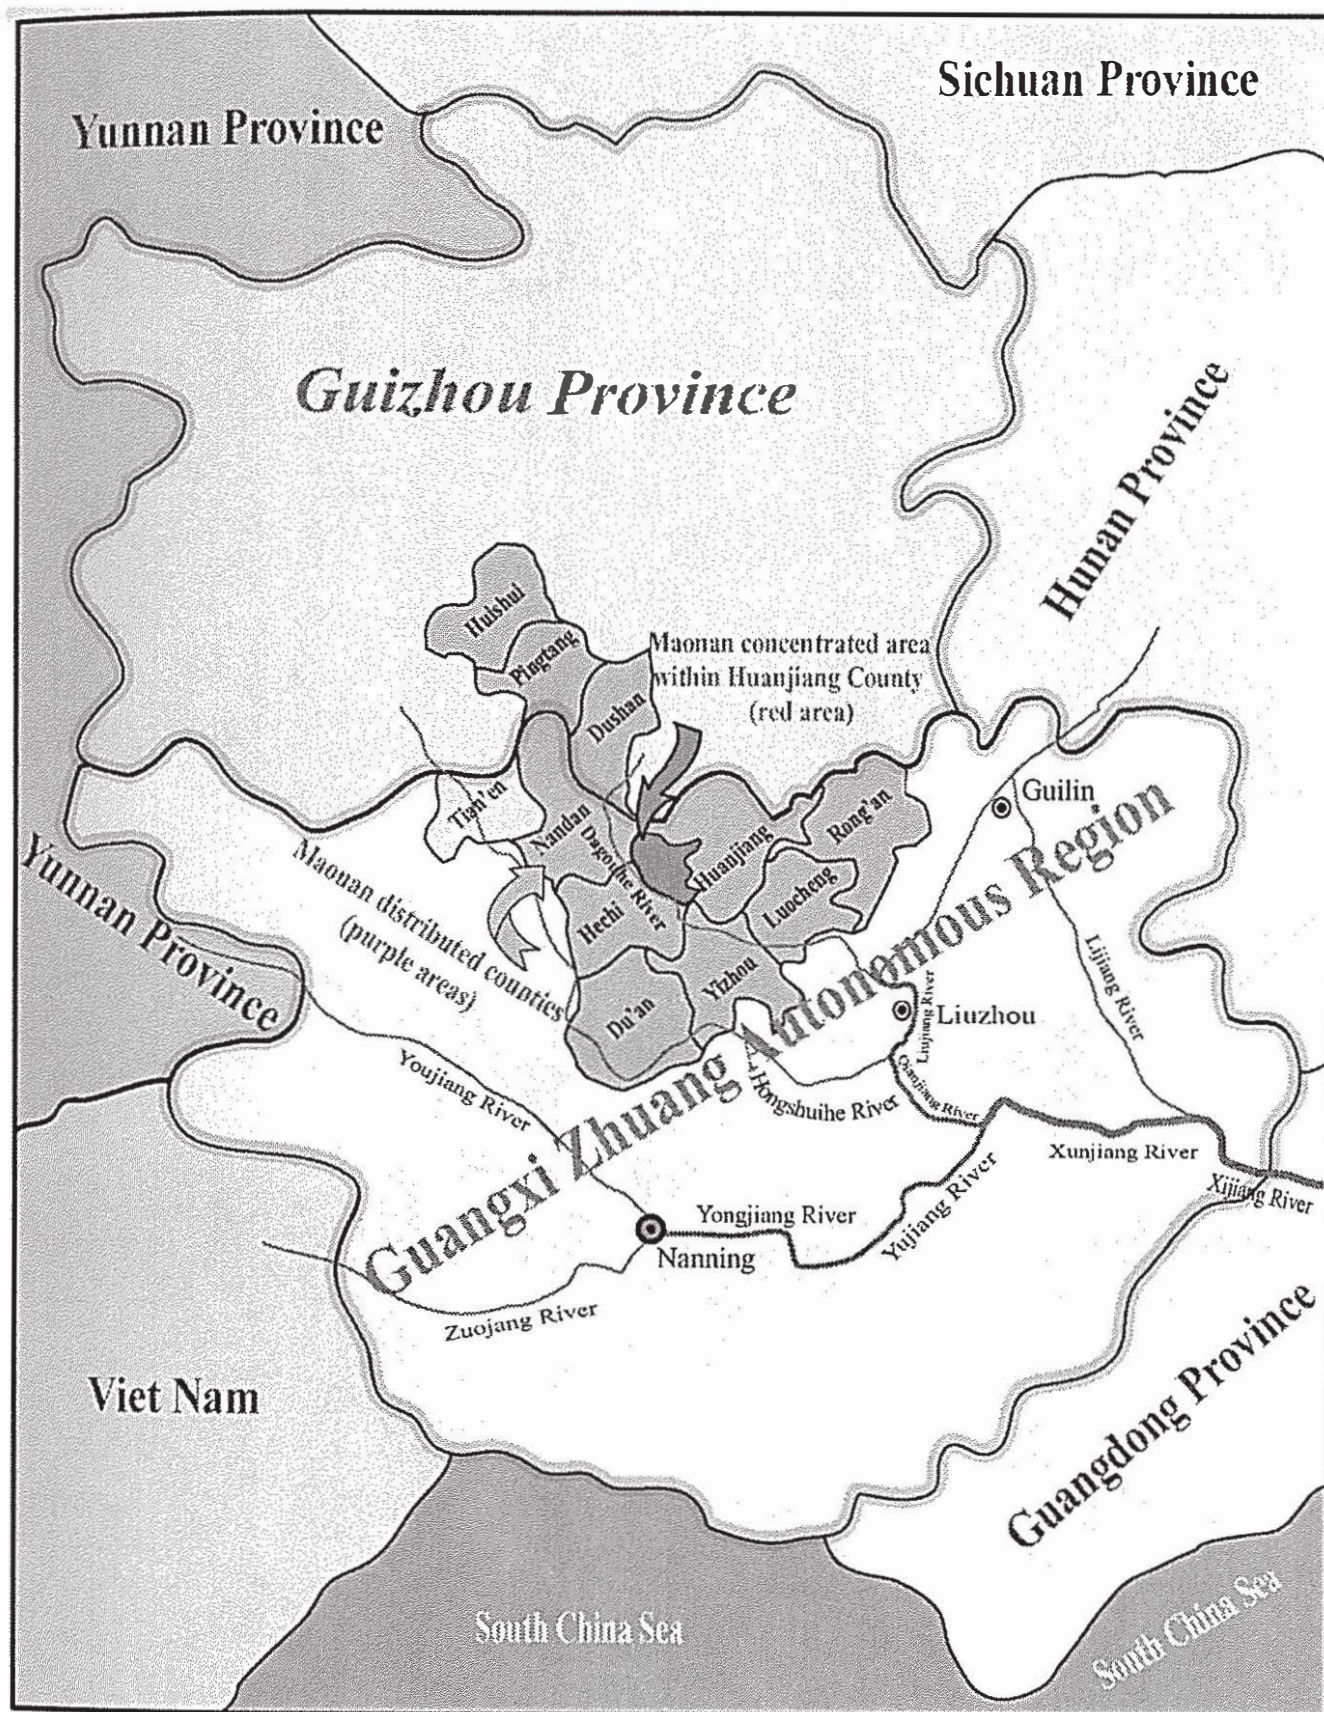 Sichuan Province
Yunnan Province
Guizhou Province
Hunan Province
Huishui
Pingtang
Dushan
Maonan concentrated area
within Huanjiang County
(red area)
Tian'en
Nandan
Dagouhe River
Huanjiang
Rong'an
Guilin
Luocheng
Hechi
Yizhou
Du'an
Maonan distributed counties
(purple areas)
Yunnan Province
Guangxi Zhuang Autonomous Region
Liuzhou
Liujiang River
Lijiang River
Youjiang River
Hongshuihe River
Qianjiang River
Xunjiang River
Xijiang River
Yongjiang River
Yujiang River
Nanning
Zuojang River
Viet Nam
Guangdong Province
South China Sea
South China Sea